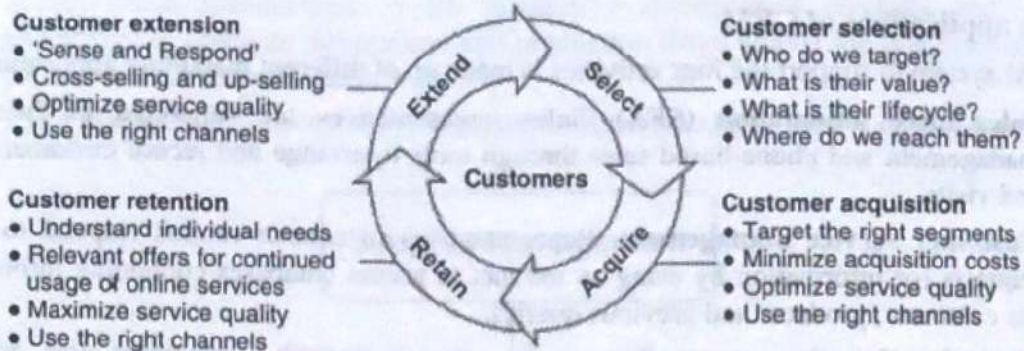 Customer extension
• 'Sense and Respond'
• Cross-selling and up-selling
• Optimize service quality
• Use the right channels
Customer retention
• Understand individual needs
• Relevant offers for continued
usage of online services
• Maximize service quality
• Use the right channels
Extend
Select
Customers
Retain
Acquire
Customer selection
• Who do we target?
• What is their value?
• What is their lifecycle?
• Where do we reach them?
Customer acquisition
• Target the right segments
• Minimize acquisition costs
• Optimize service quality
• Use the right channels